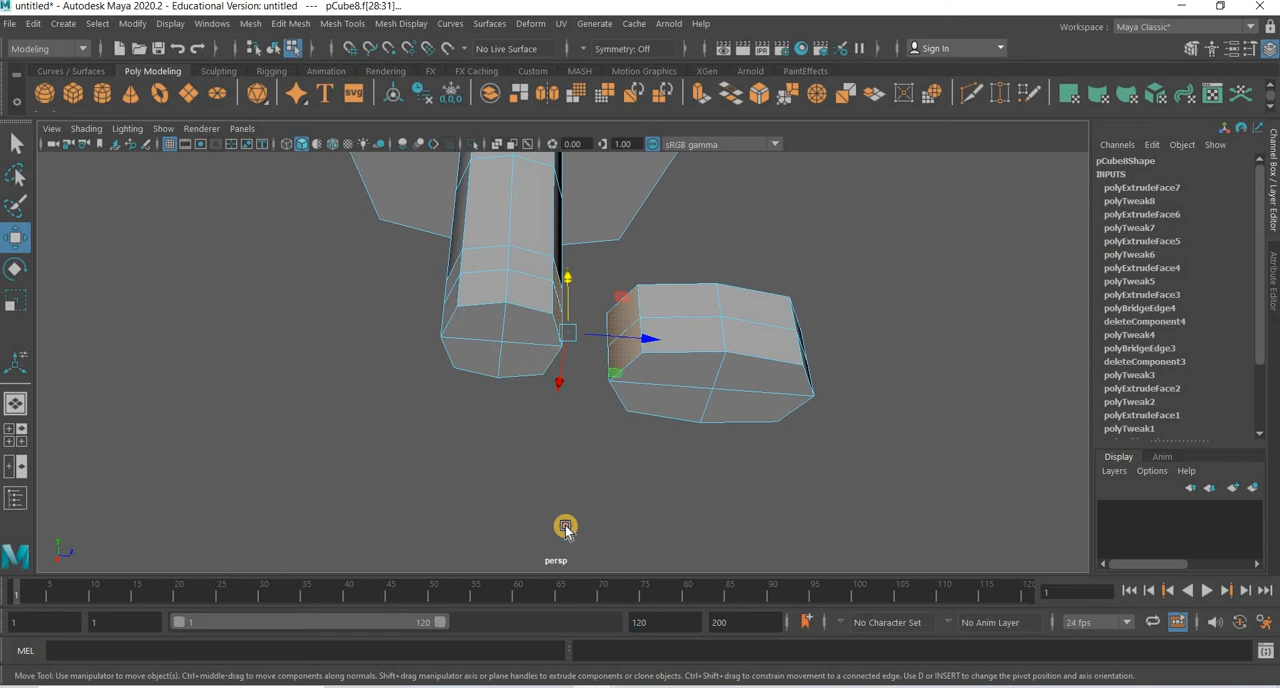 untitled* - Autodesk Maya 2020.2 - Educational Version: untitled  ---  pCube8.f[28:31]...
File Edit Create Select Modify Display Windows Mesh Edit Mesh Mesh Tools Mesh Display Curves Surfaces Deform UV Generate Cache Arnold Help
Workspace : Maya Classic*
Modeling No Live Surface Symmetry: Off Sign In
Curves / Surfaces Poly Modeling Sculpting Rigging Animation Rendering FX FX Caching Custom MASH Motion Graphics XGen Arnold PaintEffects
View Shading Lighting Show Renderer Panels
0.00 1.00 sRGB gamma
Channels Edit Object Show
pCube8Shape
INPUTS
polyExtrudeFace7
polyTweak8
polyExtrudeFace6
polyTweak7
polyExtrudeFace5
polyTweak6
polyExtrudeFace4
polyTweak5
polyExtrudeFace3
polyBridgeEdge4
deleteComponent4
polyTweak4
polyBridgeEdge3
deleteComponent3
polyTweak3
polyExtrudeFace2
polyTweak2
polyExtrudeFace1
polyTweak1
Channel Box / Layer Editor
Attribute Editor
Display Anim
Layers Options Help
persp
5 10 15 20 25 30 35 40 45 50 55 60 65 70 75 80 85 90 95 100 105 110 115 12
1 1
1 1 1 120 120 200 No Character Set No Anim Layer 24 fps
MEL
Move Tool: Use manipulator to move object(s). Ctrl+middle-drag to move components along normals. Shift+drag manipulator axis or plane handles to extrude components or clone objects. Ctrl+Shift+drag to constrain movement to a connected edge. Use D or INSERT to change the pivot position and axis orientation.